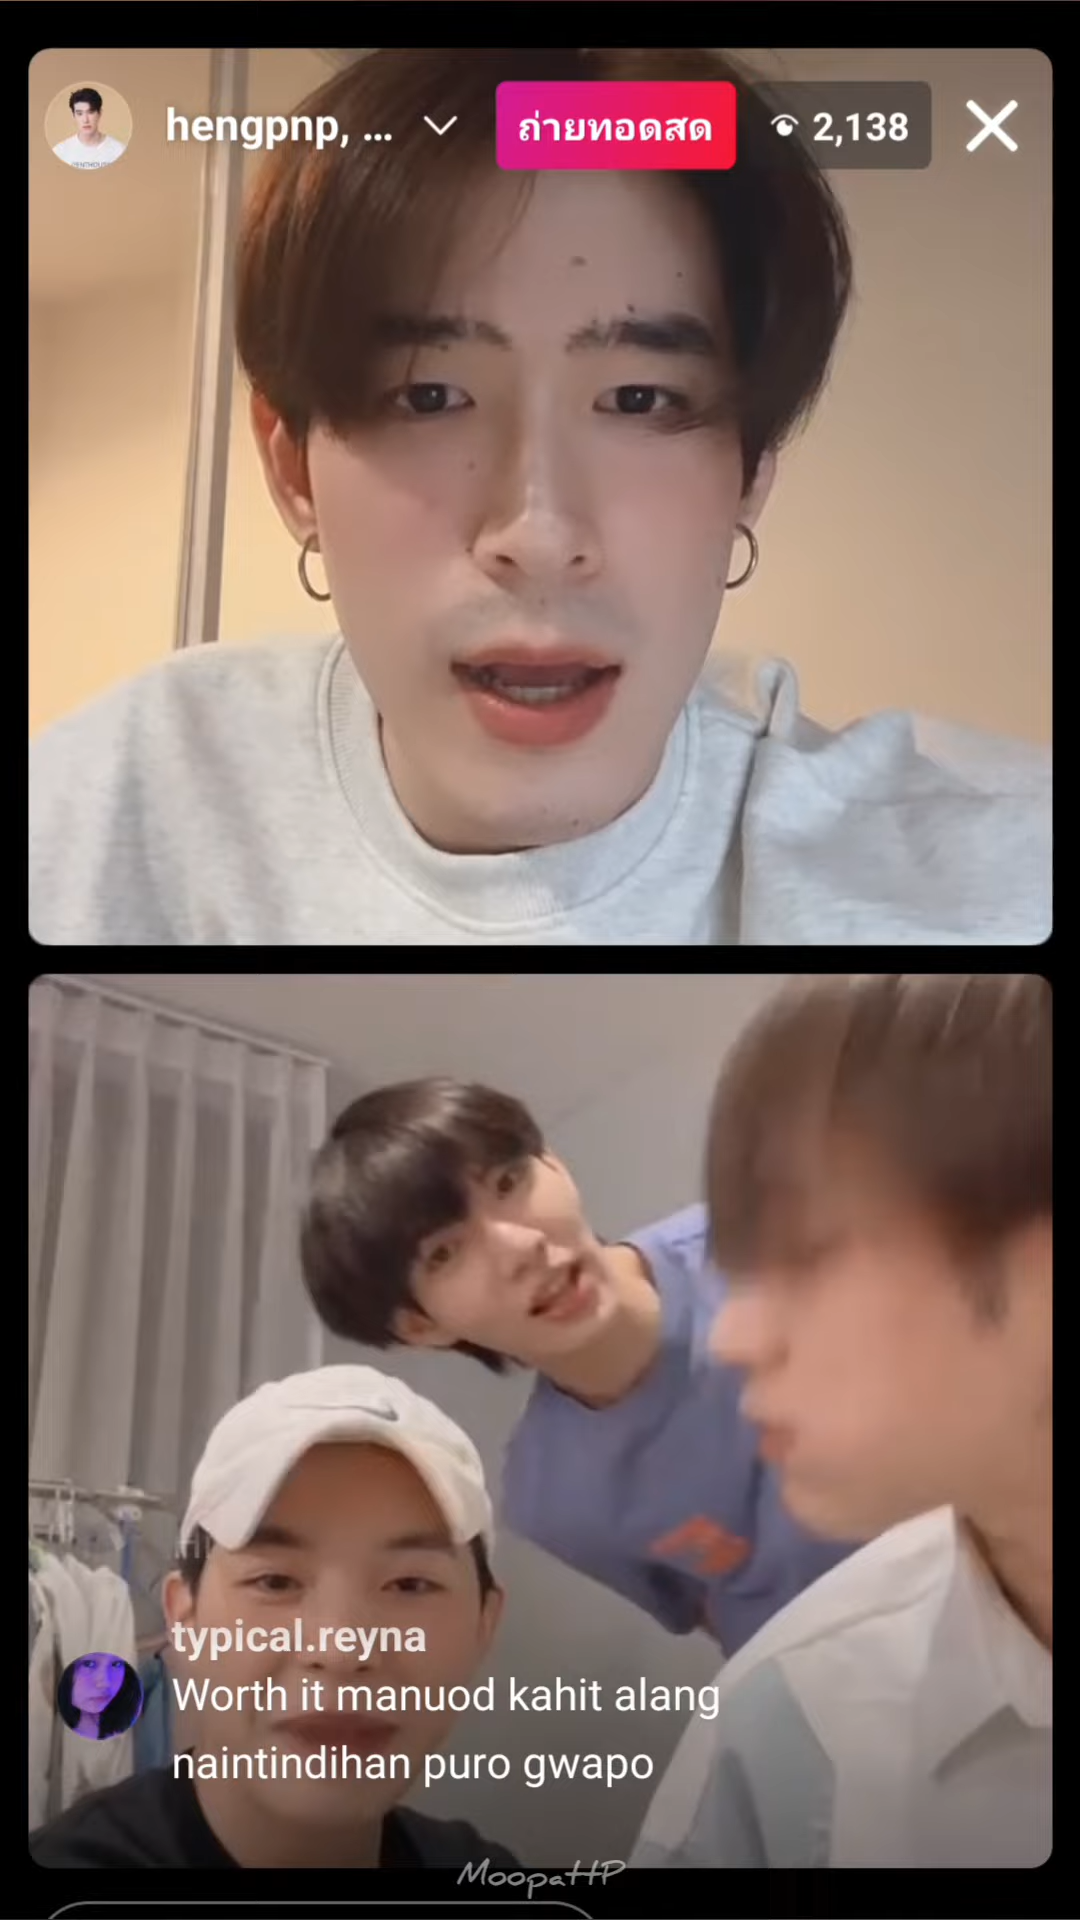 hengpnp, ...
ถ่ายทอดสด
2,138
typical.reyna
Worth it manuod kahit alang
naintindihan puro gwapo
MoopaHP